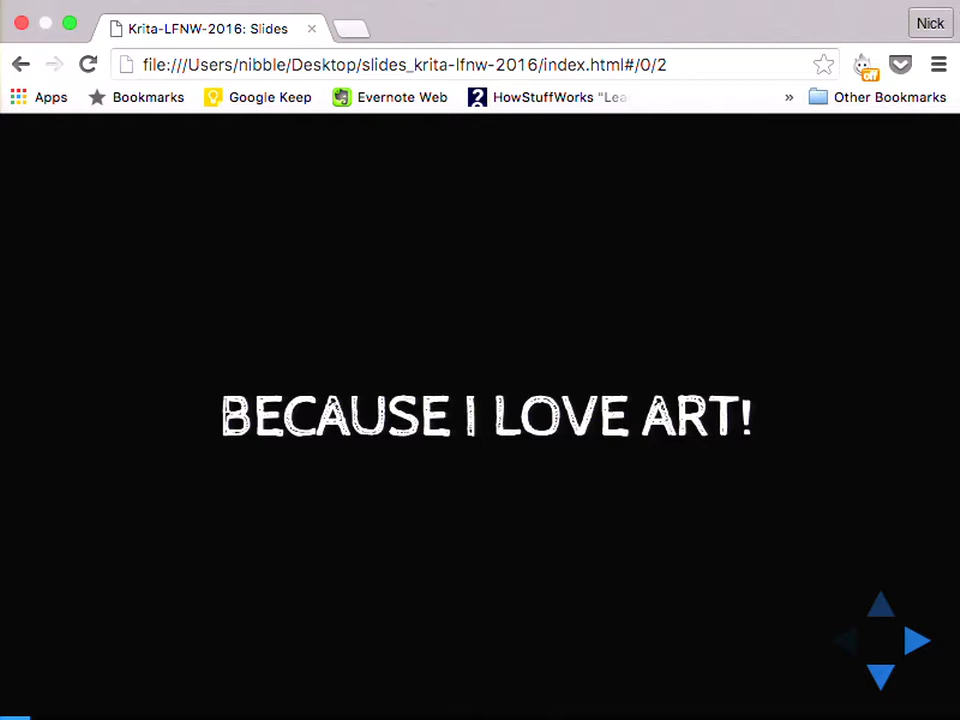 Krita-LFNW-2016: Slides
Nick
file:///Users/nibble/Desktop/slides_krita-lfnw-2016/index.html#/0/2
off
Apps Bookmarks Google Keep Evernote Web HowStuffWorks "Lea » Other Bookmarks
BECAUSE I LOVE ART!